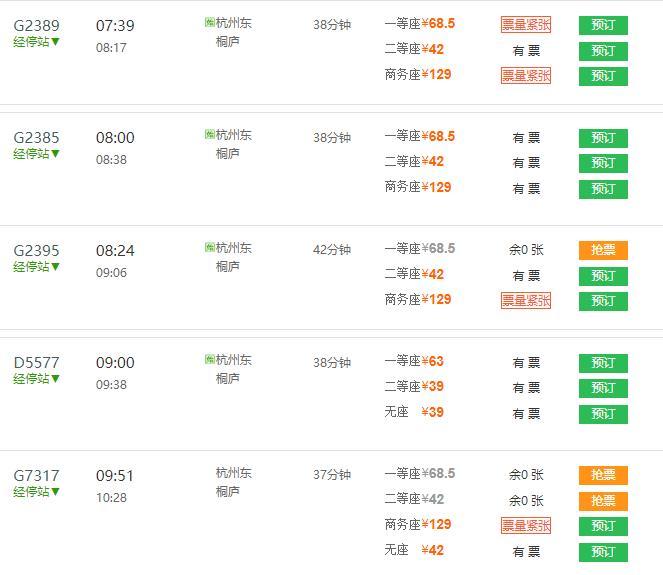 G2389 07:39 杭州东 38分钟 一等座¥68.5 票量紧张 预订
经停站▼ 08:17 桐庐 二等座¥42 有票 预订
商务座¥129 票量紧张 预订
G2385 08:00 杭州东 38分钟 一等座¥68.5 有票 预订
经停站▼ 08:38 桐庐 二等座¥42 有票 预订
商务座¥129 有票 预订
G2395 08:24 杭州东 42分钟 一等座¥68.5 余0 张 抢票
经停站▼ 09:06 桐庐 二等座¥42 有票 预订
商务座¥129 票量紧张 预订
D5577 09:00 杭州东 38分钟 一等座¥63 有票 预订
经停站▼ 09:38 桐庐 二等座¥39 有票 预订
无座 ¥39 有票 预订
G7317 09:51 杭州东 37分钟 一等座¥68.5 余0 张 抢票
经停站▼ 10:28 桐庐 二等座¥42 余0 张 抢票
商务座¥129 票量紧张 预订
无座 ¥42 有票 预订